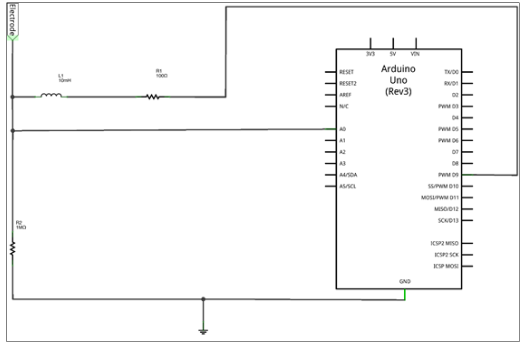 Electrode
L1
10mH
R1
100Ω
R2
1MΩ
3V3
5V
VIN
Arduino
Uno
(Rev3)
RESET
RESET2
AREF
N/C
A0
A1
A2
A3
A4/SDA
A5/SCL
TX/D0
RX/D1
D2
PWM D3
D4
PWM D5
PWM D6
D7
D8
PWM D9
SS/PWM D10
MOSI/PWM D11
MISO/D12
SCK/D13
ICSP2 MISO
ICSP2 SCK
ICSP MOSI
GND